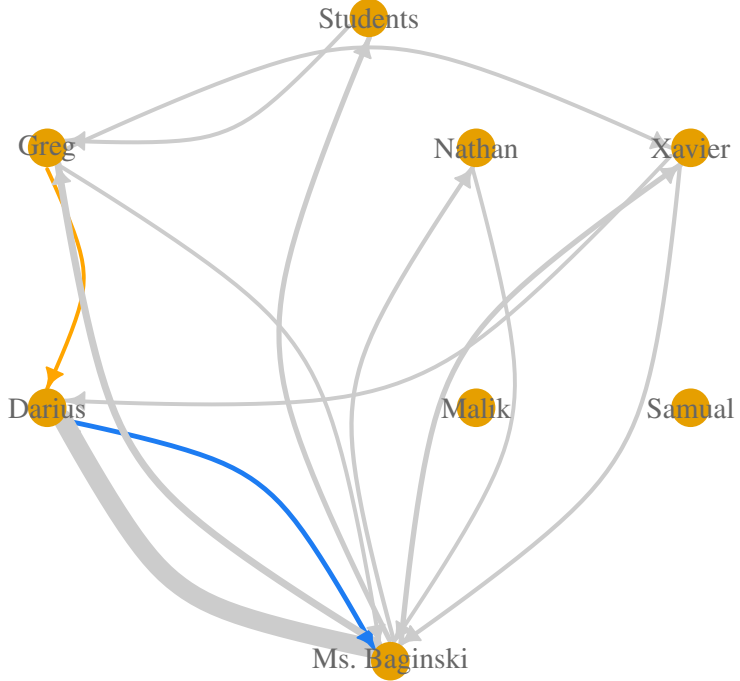 Students
Greg
Nathan
Xavier
Darius
Malik
Samual
Ms. Baginski